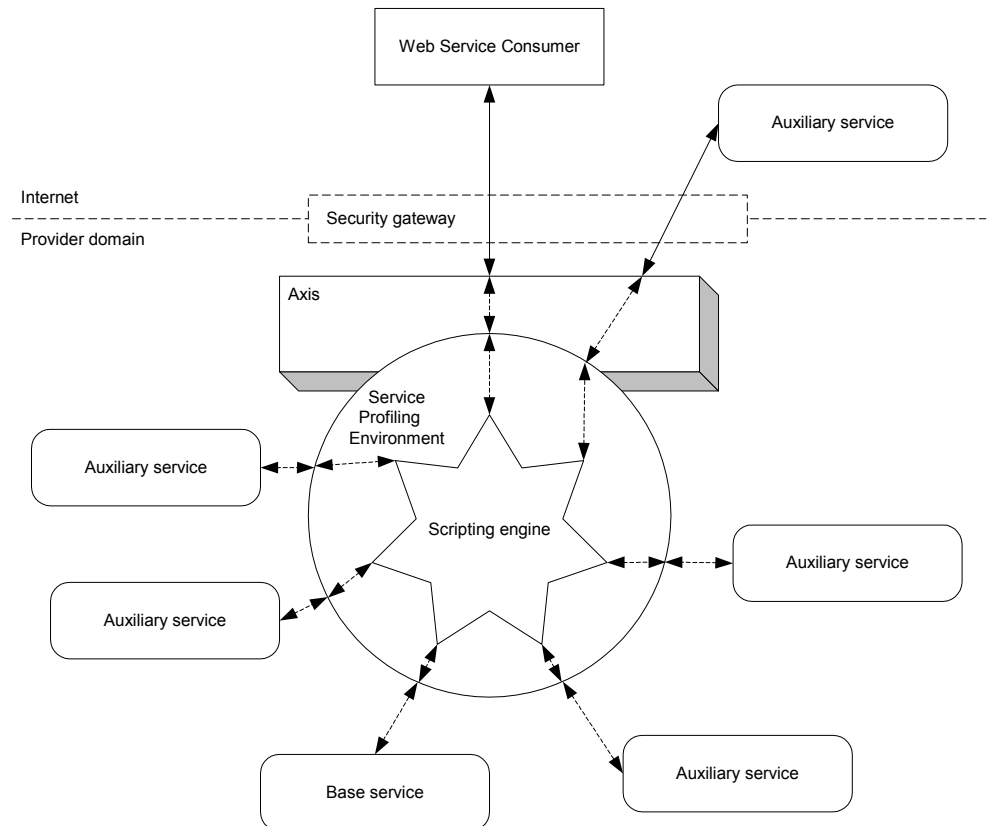 Web Service Consumer
Auxiliary service
Internet
Security gateway
Provider domain
Axis
Service
Profiling
Environment
Auxiliary service
Scripting engine
Auxiliary service
Auxiliary service
Auxiliary service
Base service